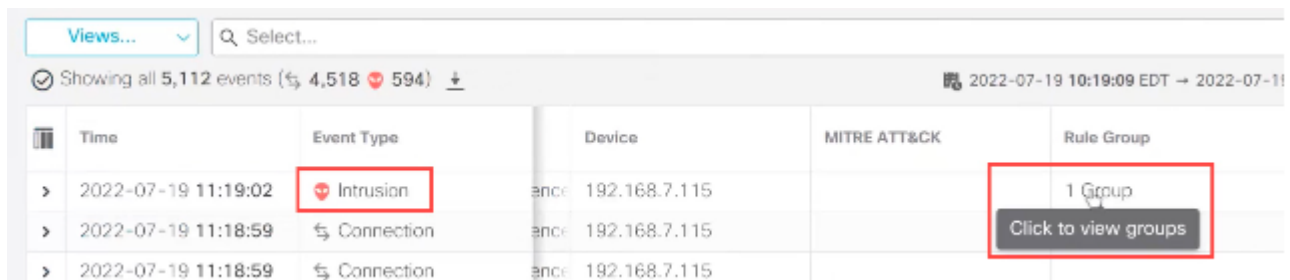 Views... Select...
Showing all 5,112 events (4,518 594) 2022-07-19 10:19:09 EDT → 2022-07-1
Time Event Type Device MITRE ATT&CK Rule Group
2022-07-19 11:19:02 Intrusion ence 192.168.7.115 1 Group
2022-07-19 11:18:59 Connection ence 192.168.7.115 Click to view groups
2022-07-19 11:18:59 Connection ence 192.168.7.115